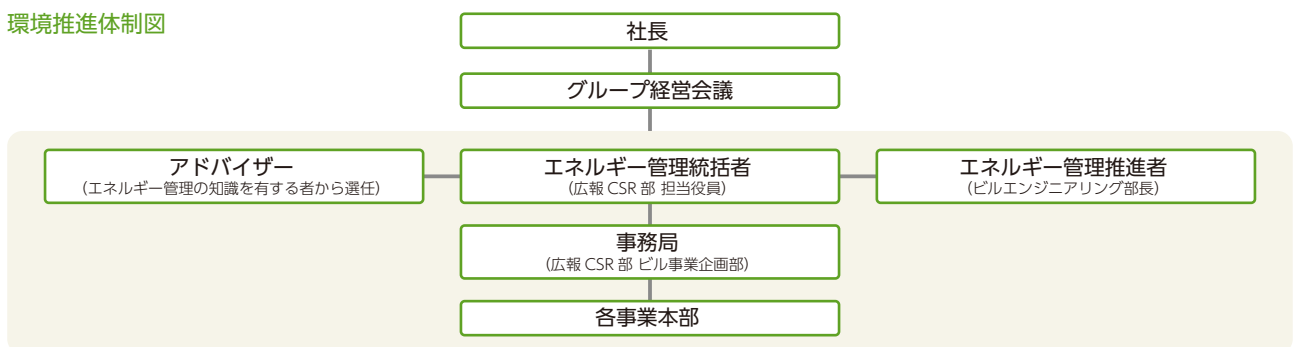 環境推進体制図
社長
グループ経営会議
アドバイザー
（エネルギー管理の知識を有する者から選任）
エネルギー管理統括者
（広報 CSR 部 担当役員）
エネルギー管理推進者
（ビルエンジニアリング部長）
事務局
（広報 CSR 部 ビル事業企画部）
各事業本部